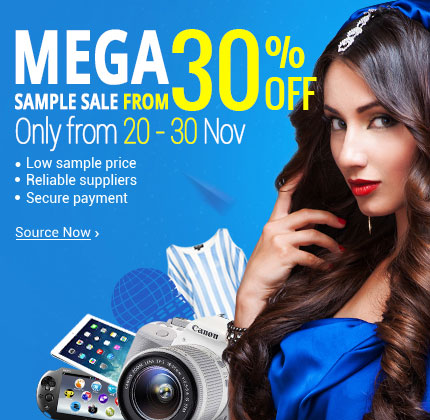 MEGA 30% OFF
SAMPLE SALE FROM
Only from 20 - 30 Nov
• Low sample price
• Reliable suppliers
• Secure payment
Source Now ›
Canon